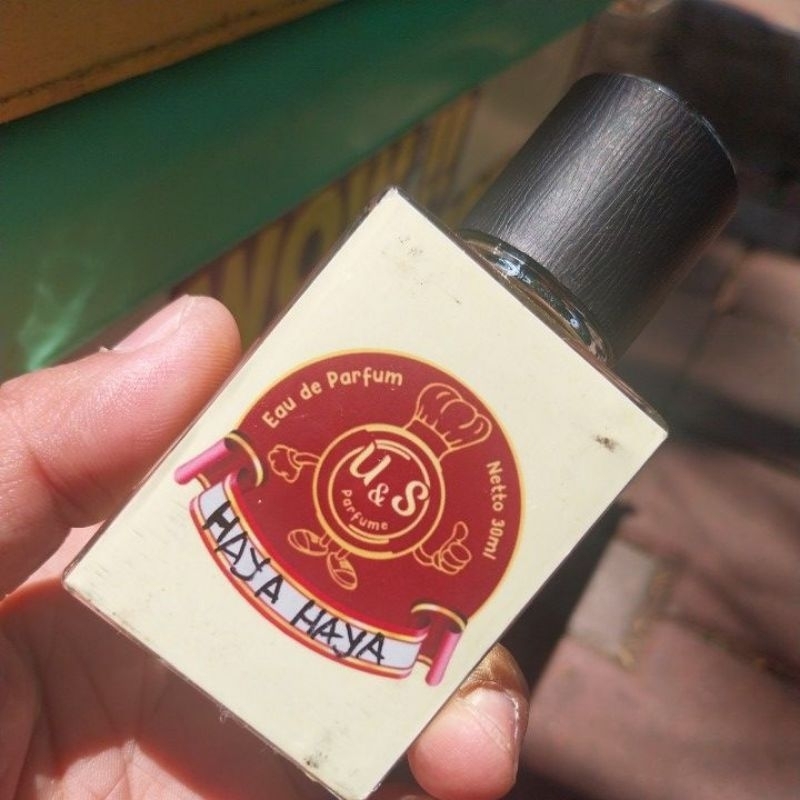 Eau de Parfum
U&S
Parfume
Netto 30ml
HAYA HAYA